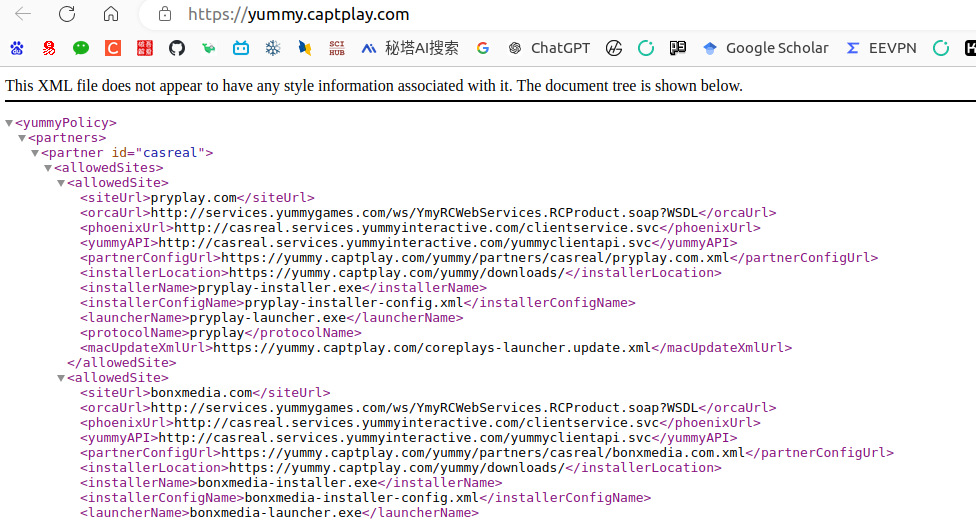 https://yummy.captplay.com
SCI HUB 秘塔AI搜索 G ChatGPT Google Scholar EEVPN
This XML file does not appear to have any style information associated with it. The document tree is shown below.
▼<yummyPolicy>
▼<partners>
▼<partner id="casreal">
▼<allowedSites>
▼<allowedSite>
<siteUrl>pryplay.com</siteUrl>
<orcaUrl>http://services.yummygames.com/ws/YmyRCWebServices.RCProduct.soap?WSDL</orcaUrl>
<phoenixUrl>http://casreal.services.yummyinteractive.com/clientservice.svc</phoenixUrl>
<yummyAPI>http://casreal.services.yummyinteractive.com/yummyclientapi.svc</yummyAPI>
<partnerConfigUrl>https://yummy.captplay.com/yummy/partners/casreal/pryplay.com.xml</partnerConfigUrl>
<installerLocation>https://yummy.captplay.com/yummy/downloads/</installerLocation>
<installerName>pryplay-installer.exe</installerName>
<installerConfigName>pryplay-installer-config.xml</installerConfigName>
<launcherName>pryplay-launcher.exe</launcherName>
<protocolName>pryplay</protocolName>
<macUpdateXmlUrl>https://yummy.captplay.com/coreplays-launcher.update.xml</macUpdateXmlUrl>
</allowedSite>
▼<allowedSite>
<siteUrl>bonxmedia.com</siteUrl>
<orcaUrl>http://services.yummygames.com/ws/YmyRCWebServices.RCProduct.soap?WSDL</orcaUrl>
<phoenixUrl>http://casreal.services.yummyinteractive.com/clientservice.svc</phoenixUrl>
<yummyAPI>http://casreal.services.yummyinteractive.com/yummyclientapi.svc</yummyAPI>
<partnerConfigUrl>https://yummy.captplay.com/yummy/partners/casreal/bonxmedia.com.xml</partnerConfigUrl>
<installerLocation>https://yummy.captplay.com/yummy/downloads/</installerLocation>
<installerName>bonxmedia-installer.exe</installerName>
<installerConfigName>bonxmedia-installer-config.xml</installerConfigName>
<launcherName>bonxmedia-launcher.exe</launcherName>